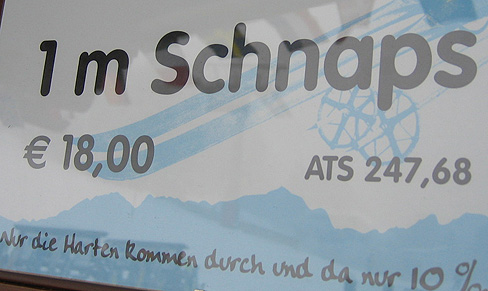 1 m Schnaps
€ 18,00 ATS 247,68
Nur die Harten kommen durch und da nur 10 %